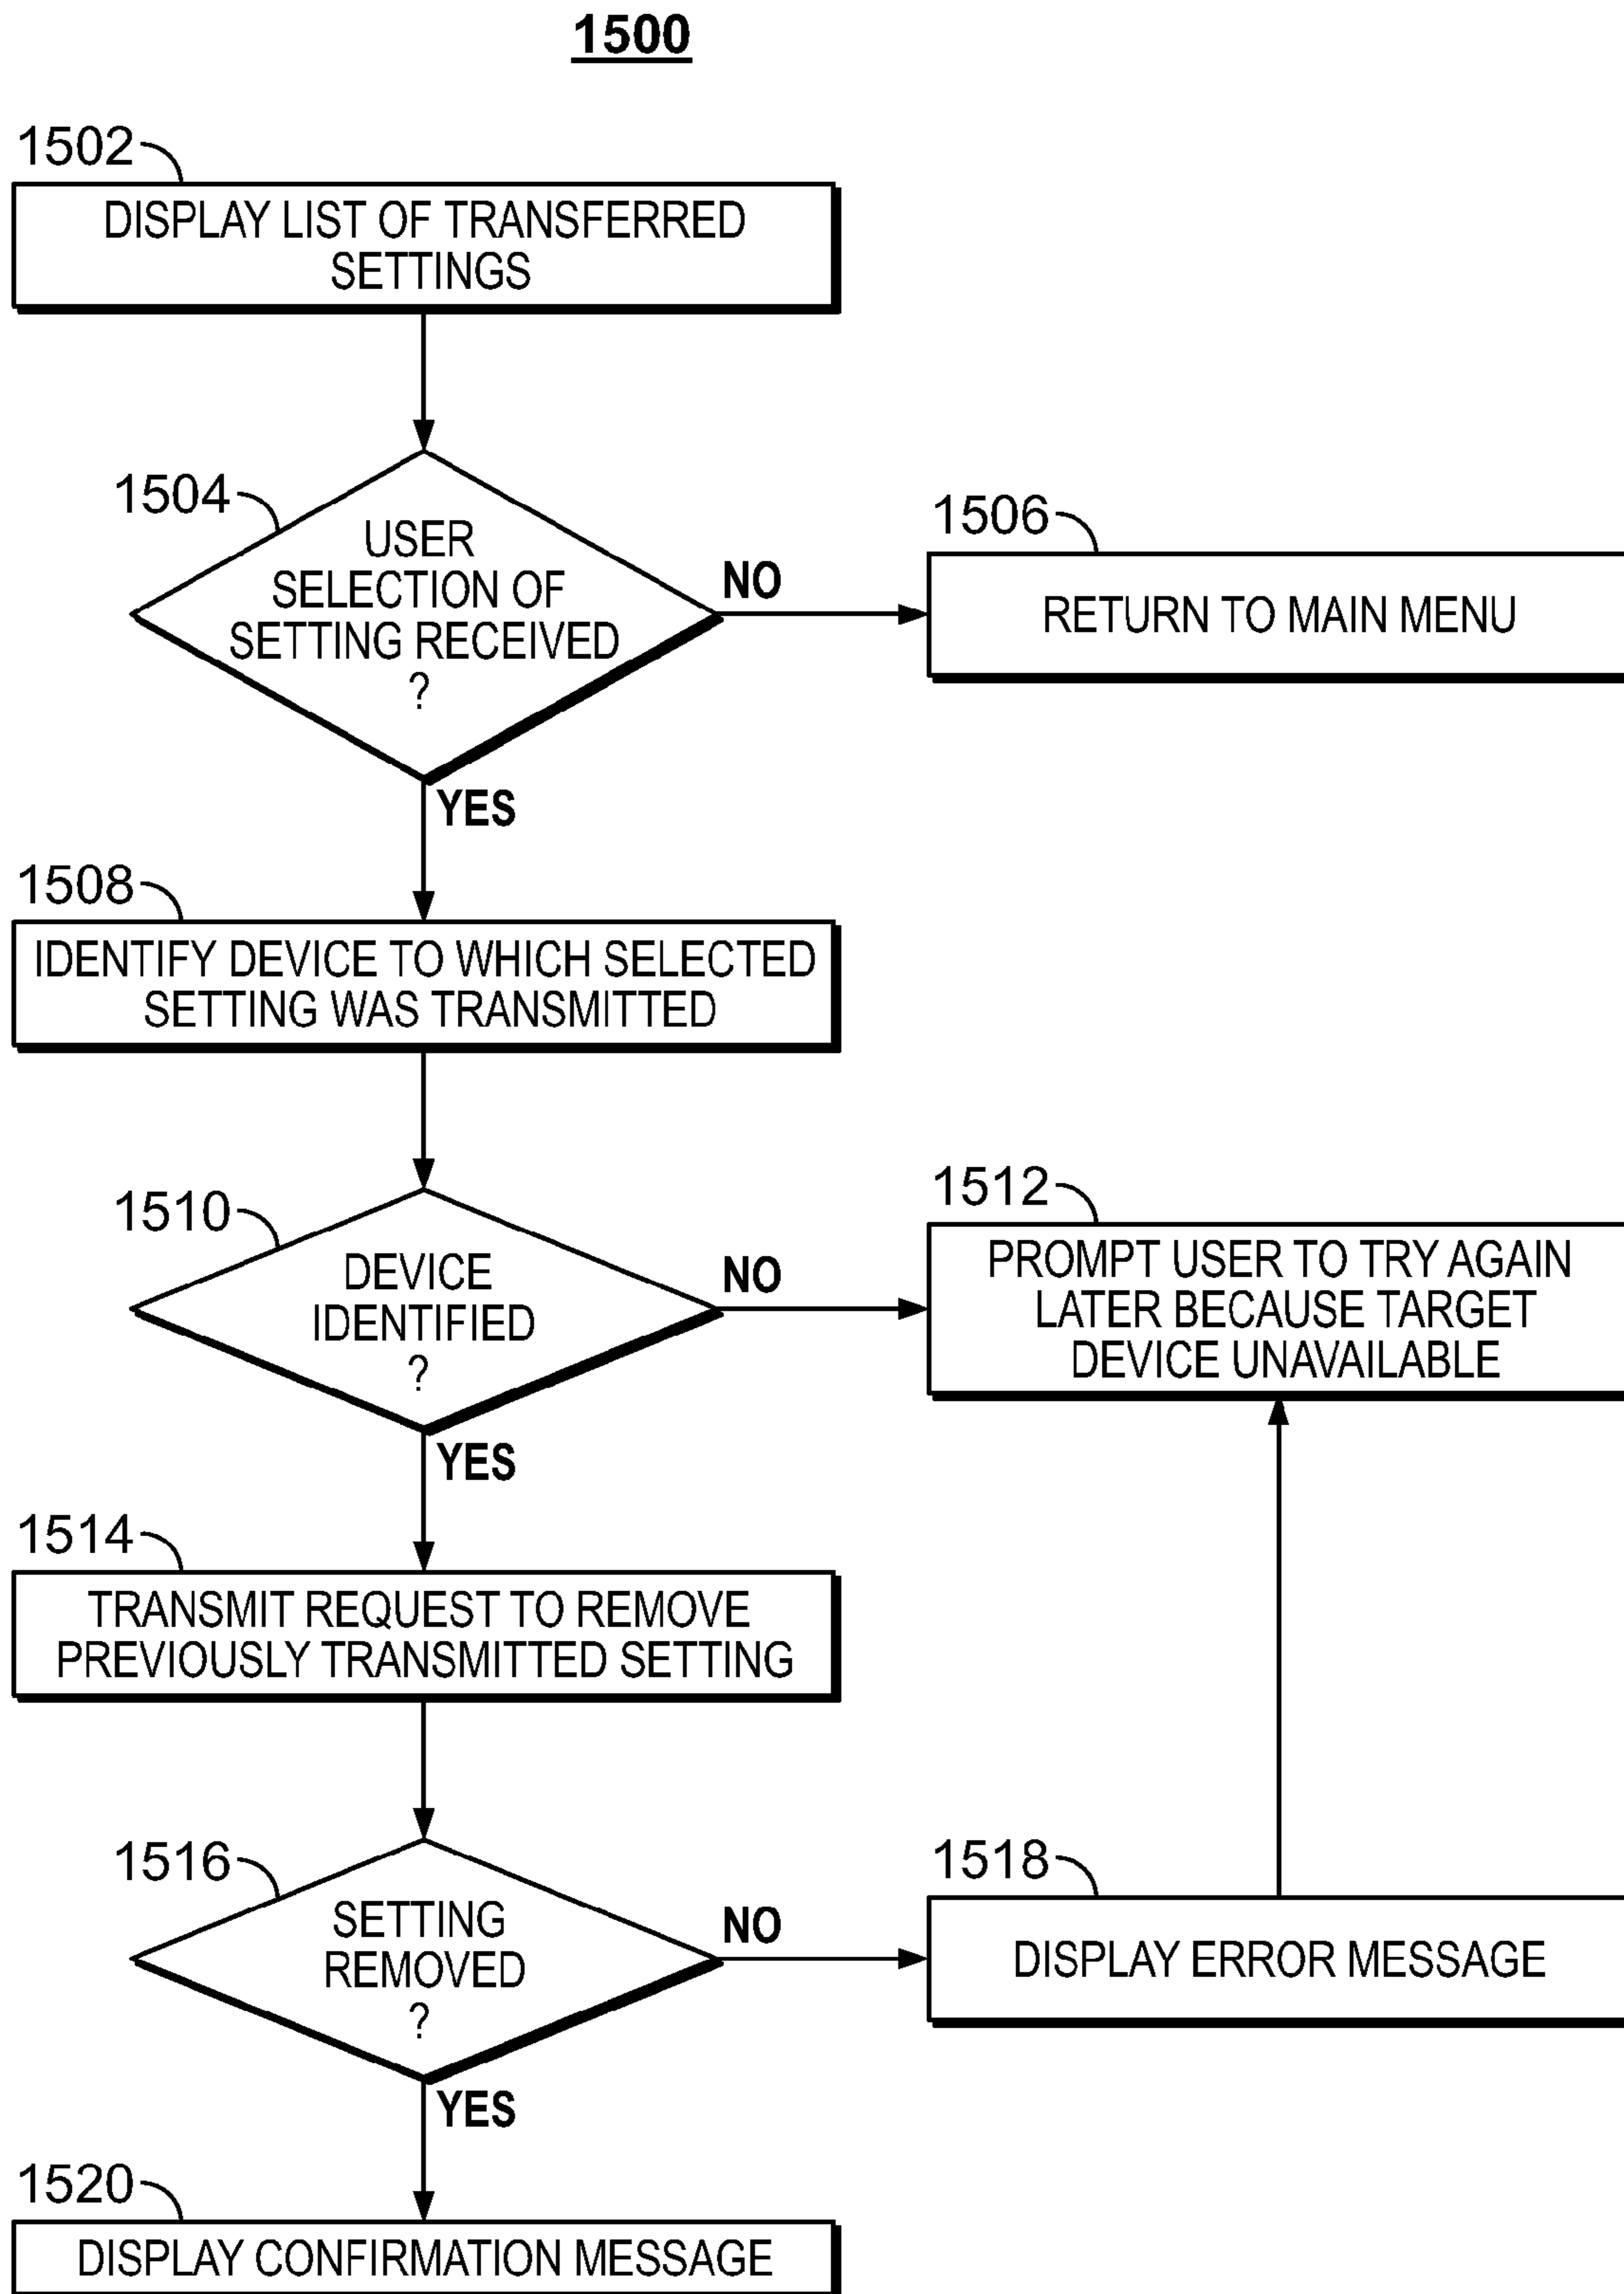 1500
1502
DISPLAY LIST OF TRANSFERRED
SETTINGS
1504
USER
SELECTION OF
SETTING RECEIVED
?
NO
1506
RETURN TO MAIN MENU
YES
1508
IDENTIFY DEVICE TO WHICH SELECTED
SETTING WAS TRANSMITTED
1510
DEVICE
IDENTIFIED
?
NO
1512
PROMPT USER TO TRY AGAIN
LATER BECAUSE TARGET
DEVICE UNAVAILABLE
YES
1514
TRANSMIT REQUEST TO REMOVE
PREVIOUSLY TRANSMITTED SETTING
1516
SETTING
REMOVED
?
NO
1518
DISPLAY ERROR MESSAGE
YES
1520
DISPLAY CONFIRMATION MESSAGE